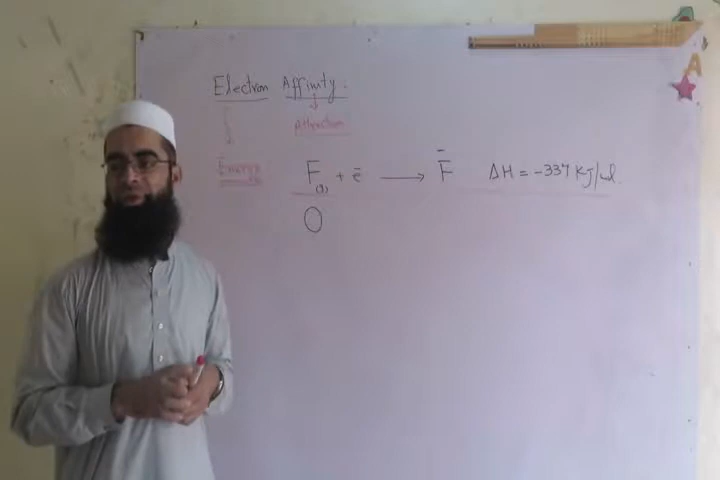 Electron Affinity:
Attraction
Energy
F(g) + e⁻ ⟶ F⁻ ΔH = -337 KJ/mol.
O
A